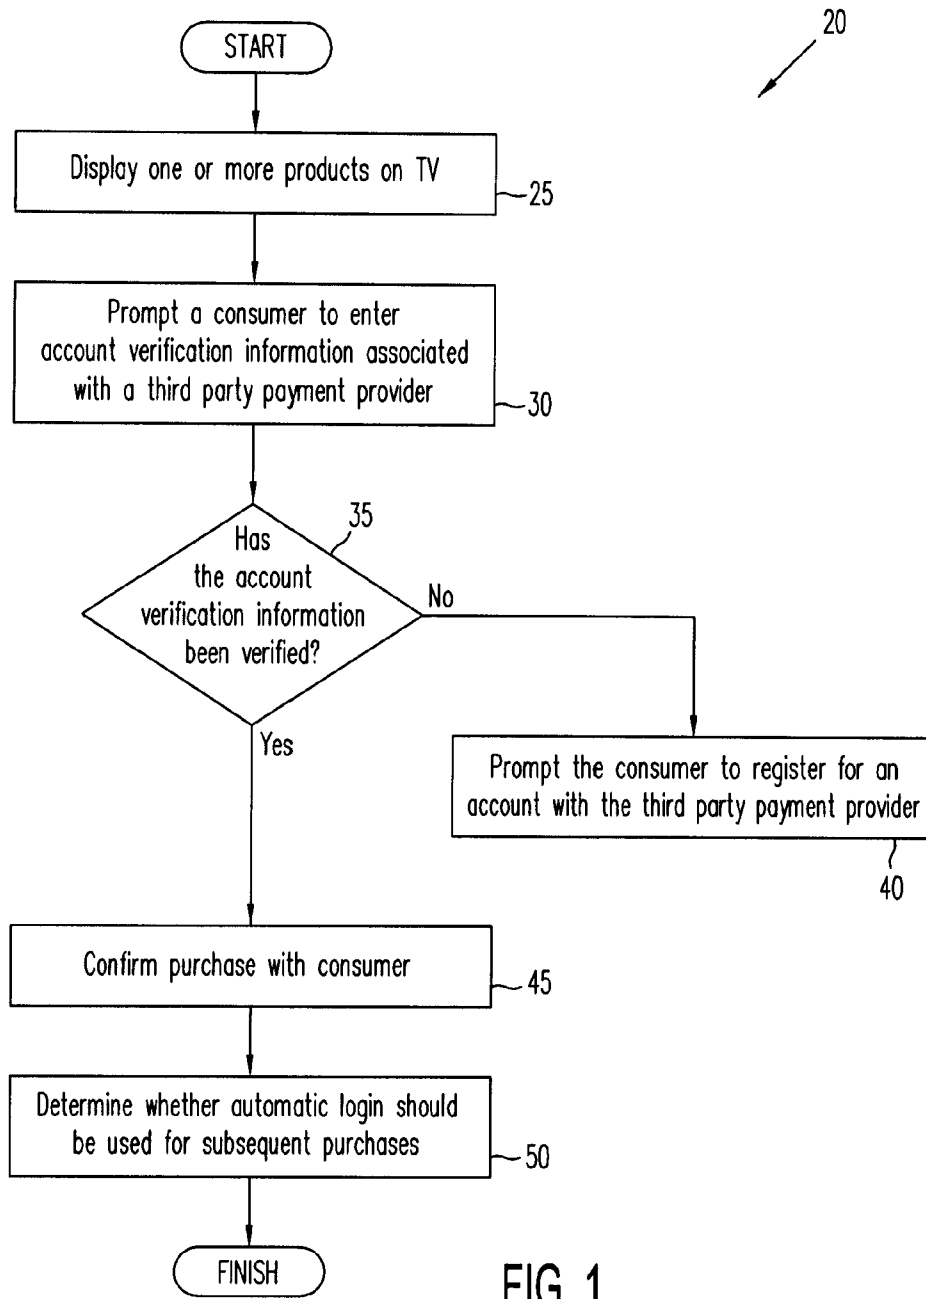 START
20
Display one or more products on TV
25
Prompt a consumer to enter
account verification information associated
with a third party payment provider
30
35
Has
the account
verification information
been verified?
No
Yes
Prompt the consumer to register for an
account with the third party payment provider
40
Confirm purchase with consumer
45
Determine whether automatic login should
be used for subsequent purchases
50
FINISH
FIG. 1